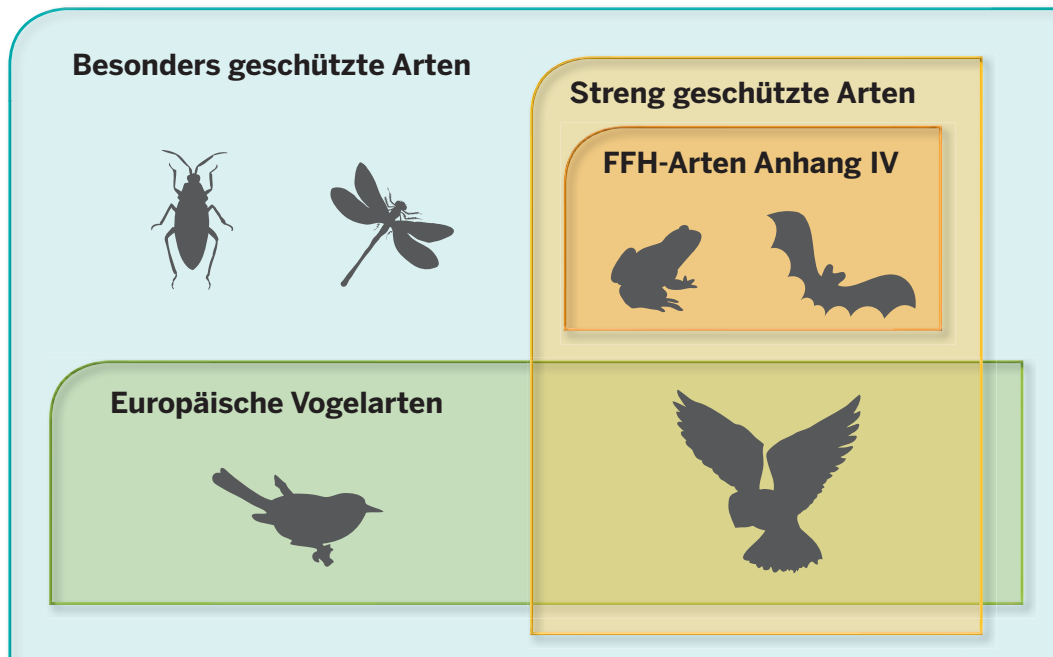 Besonders geschützte Arten
Streng geschützte Arten
FFH-Arten Anhang IV
Europäische Vogelarten